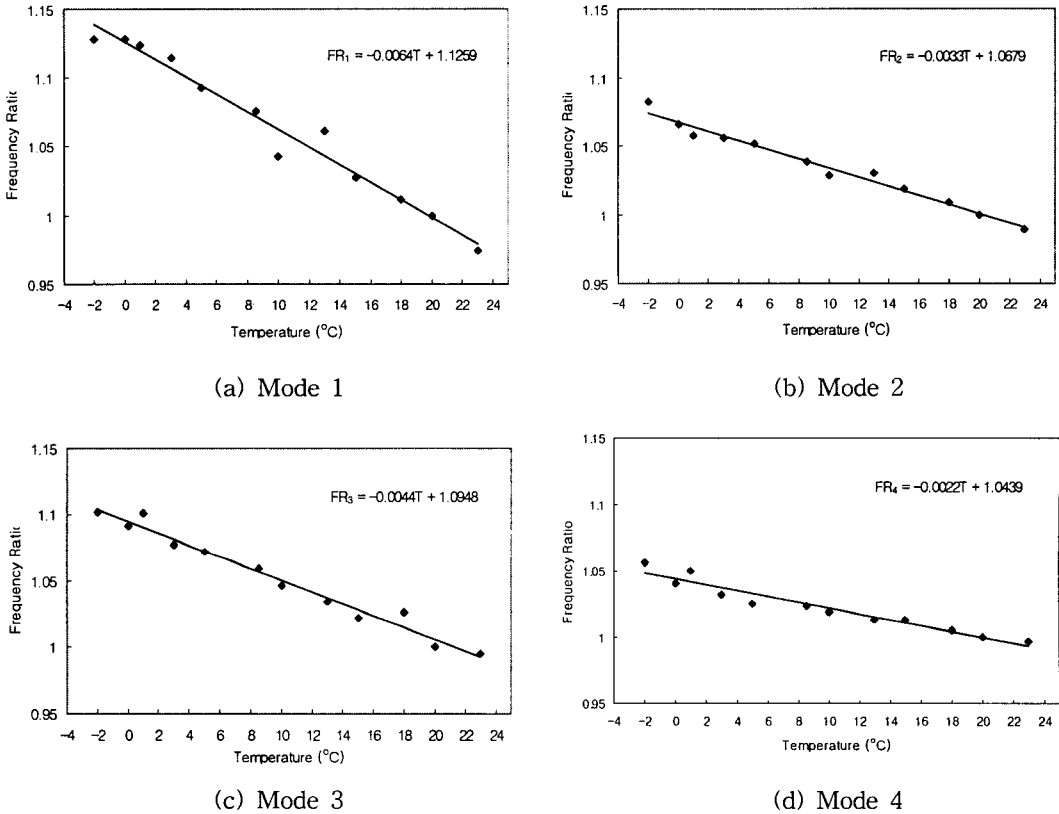 1.15
FR₁ = -0.0064T + 1.1259
1.1
1.05
1
0.95
Frequency Ratio
-4 -2 0 2 4 6 8 10 12 14 16 18 20 22 24
Temperature (°C)
(a) Mode 1
1.15
FR₂ = -0.0033T + 1.0679
1.1
1.05
1
0.95
Frequency Ratio
-4 -2 0 2 4 6 8 10 12 14 16 18 20 22 24
Temperature (°C)
(b) Mode 2
1.15
FR₃ = -0.0044T + 1.0948
1.1
1.05
1
0.95
Frequency Ratio
-4 -2 0 2 4 6 8 10 12 14 16 18 20 22 24
Temperature (°C)
(c) Mode 3
1.15
FR₄ = -0.0022T + 1.0439
1.1
1.05
1
0.95
Frequency Ratio
-4 -2 0 2 4 6 8 10 12 14 16 18 20 22 24
Temperature (°C)
(d) Mode 4